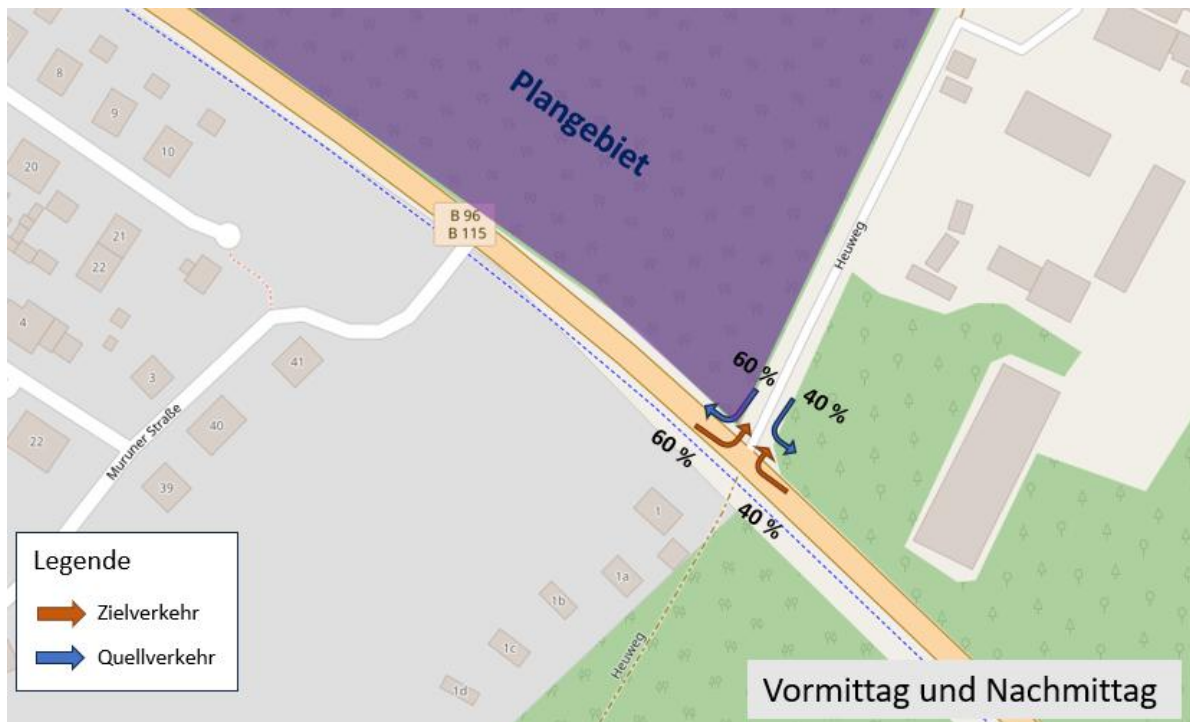 8
9
10
20
21
22
4
3
22
41
40
39
Muruner Straße
B 96
B 115
Plangebiet
Heuweg
60 %
40 %
60 %
40 %
1
1a
1b
1c
1d
Heuweg
Legende
Zielverkehr
Quellverkehr
Vormittag und Nachmittag